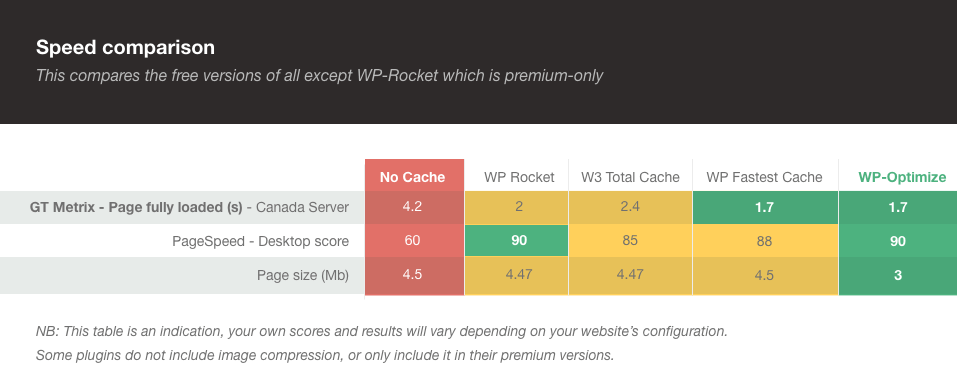 Speed comparison
This compares the free versions of all except WP-Rocket which is premium-only
No Cache WP Rocket W3 Total Cache WP Fastest Cache WP-Optimize
GT Metrix - Page fully loaded (s) - Canada Server 4.2 2 2.4 1.7 1.7
PageSpeed - Desktop score 60 90 85 88 90
Page size (Mb) 4.5 4.47 4.47 4.5 3
NB: This table is an indication, your own scores and results will vary depending on your website’s configuration.
Some plugins do not include image compression, or only include it in their premium versions.